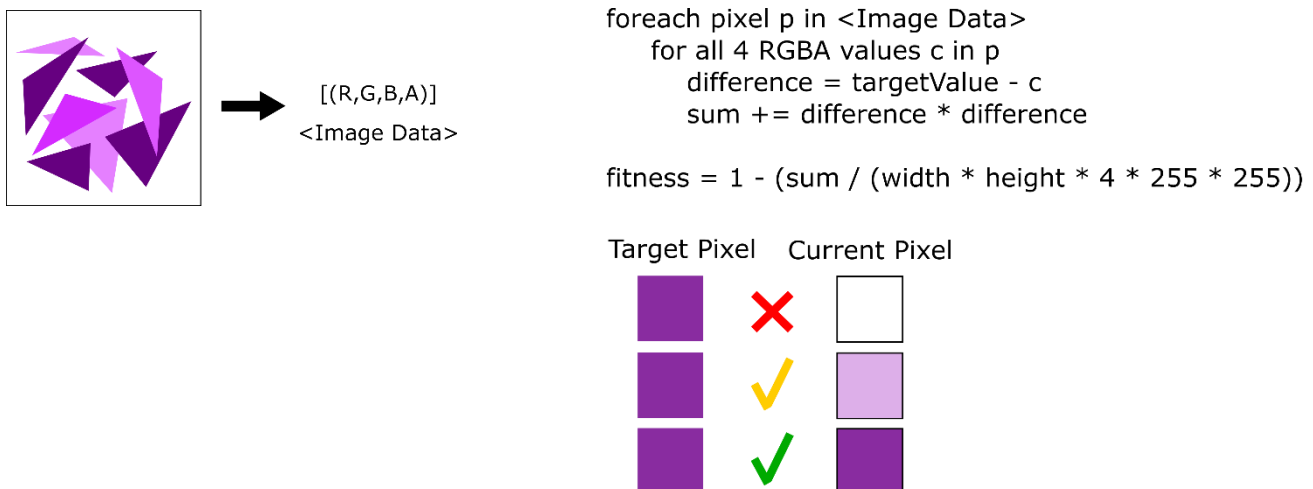 [(R,G,B,A)]
<Image Data>
foreach pixel p in <Image Data>
for all 4 RGBA values c in p
difference = targetValue - c
sum += difference * difference
fitness = 1 - (sum / (width * height * 4 * 255 * 255))
Target Pixel Current Pixel